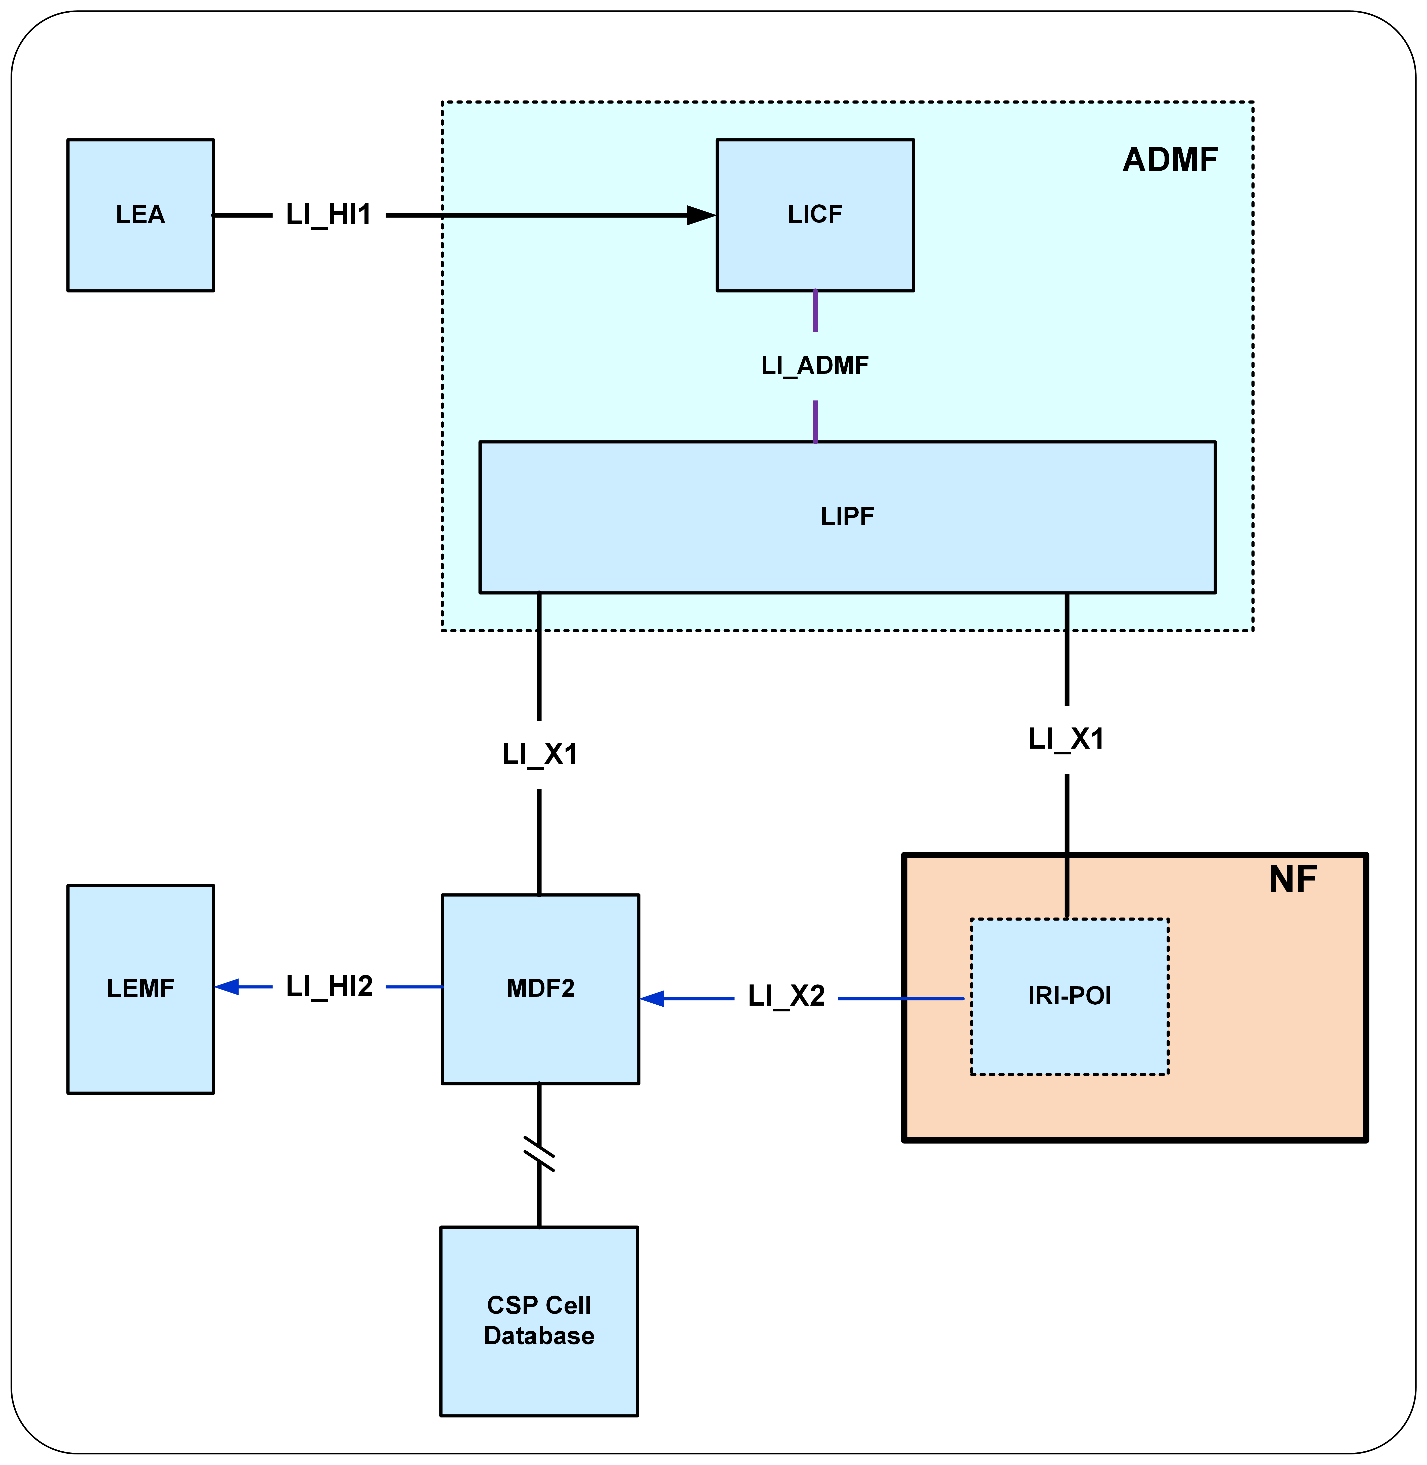 ADMF
LEA
LI_HI1
LICF
LI_ADMF
LIPF
LI_X1
LI_X1
NF
LEMF
LI_HI2
MDF2
LI_X2
IRI-POI
CSP Cell
Database